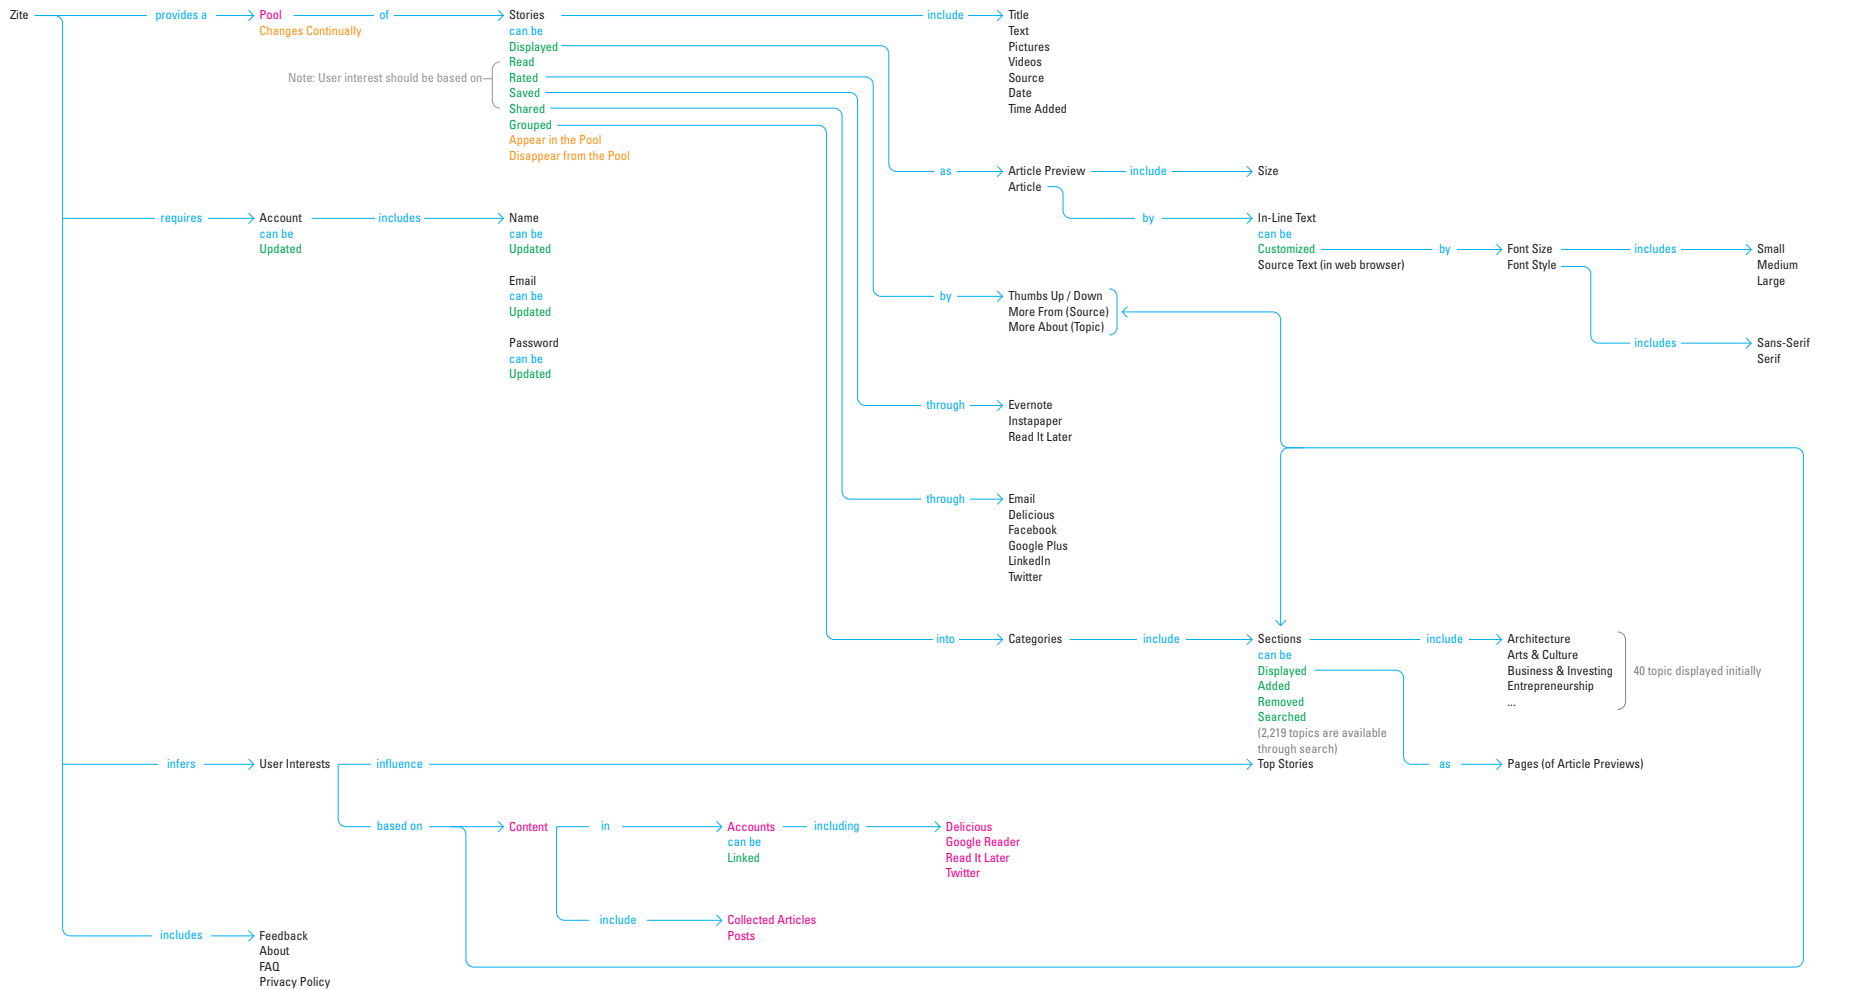 Zite
provides a
Pool
Changes Continually
of
Stories
can be
Displayed
Read
Rated
Saved
Shared
Grouped
Appear in the Pool
Disappear from the Pool
Note: User interest should be based on
include
Title
Text
Pictures
Videos
Source
Date
Time Added
as
Article Preview
Article
include
Size
by
In-Line Text
can be
Customized
Source Text (in web browser)
by
Font Size
Font Style
includes
Small
Medium
Large
includes
Sans-Serif
Serif
requires
Account
can be
Updated
includes
Name
can be
Updated
Email
can be
Updated
Password
can be
Updated
by
Thumbs Up / Down
More From (Source)
More About (Topic)
through
Evernote
Instapaper
Read It Later
through
Email
Delicious
Facebook
Google Plus
LinkedIn
Twitter
into
Categories
include
Sections
can be
Displayed
Added
Removed
Searched
(2,219 topics are available
through search)
Top Stories
include
Architecture
Arts & Culture
Business & Investing
Entrepreneurship
...
40 topic displayed initially
as
Pages (of Article Previews)
infers
User Interests
influence
based on
Content
in
Accounts
can be
Linked
including
Delicious
Google Reader
Read It Later
Twitter
include
Collected Articles
Posts
includes
Feedback
About
FAQ
Privacy Policy